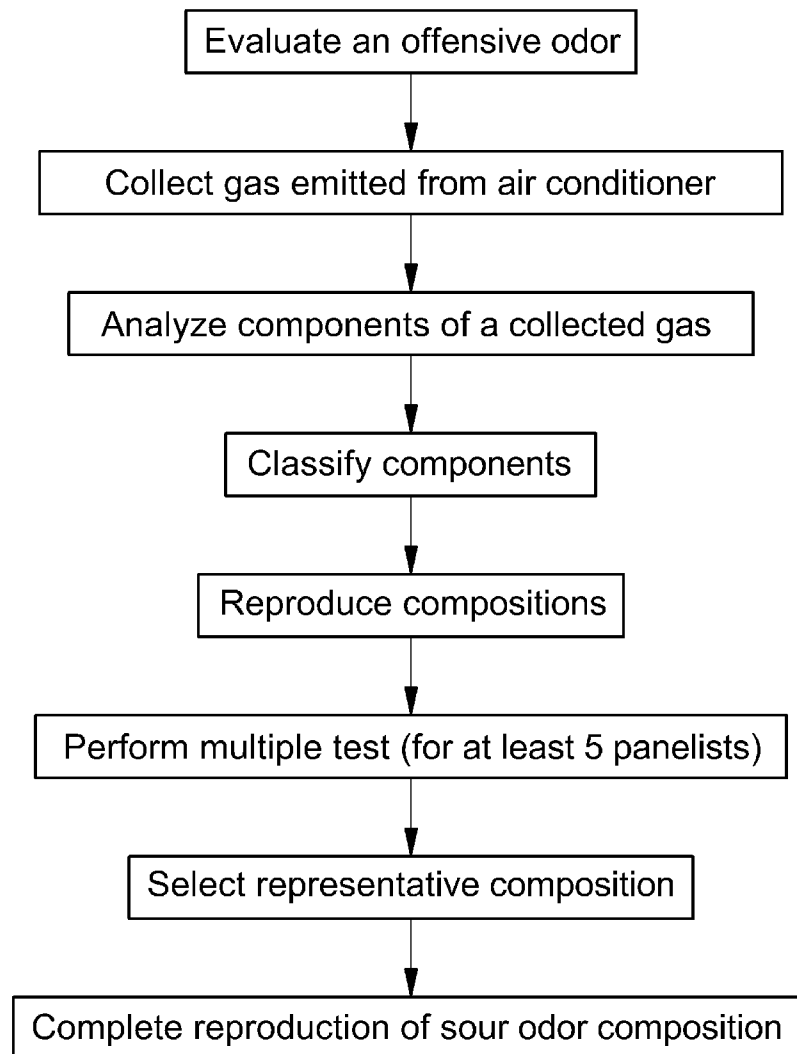 Evaluate an offensive odor
Collect gas emitted from air conditioner
Analyze components of a collected gas
Classify components
Reproduce compositions
Perform multiple test (for at least 5 panelists)
Select representative composition
Complete reproduction of sour odor composition